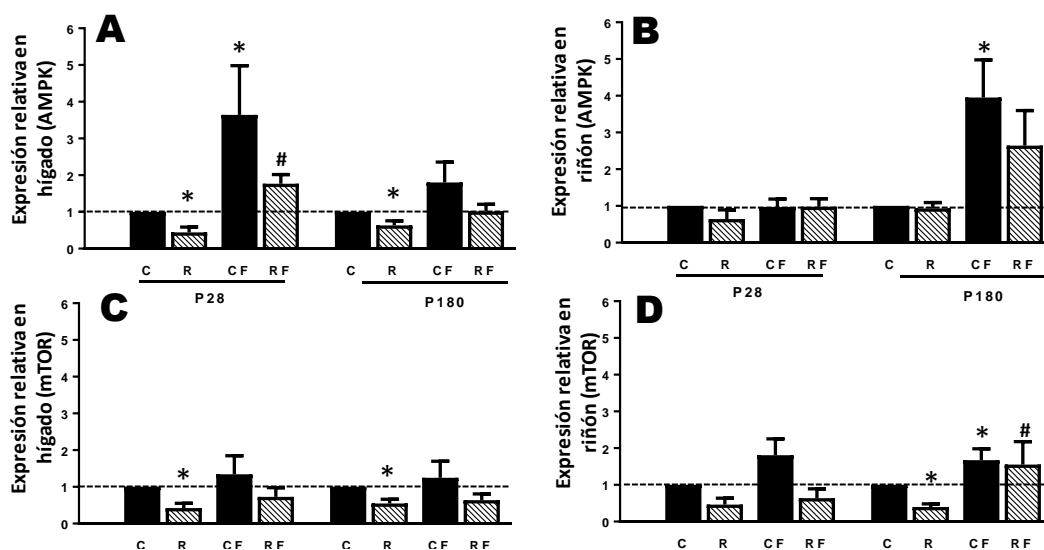 A
Expresión relativa en
hígado (AMPK)
6
5
4
3
2
1
0
*
*
#
*
C R CF RF C R CF RF
P28 P180
B
Expresión relativa en
riñón (AMPK)
6
5
4
3
2
1
0
*
C R CF RF C R CF RF
P28 P180
C
Expresión relativa en
hígado (mTOR)
6
5
4
3
2
1
0
*
*
C R CF RF C R CF RF
D
Expresión relativa en
riñón (mTOR)
6
5
4
3
2
1
0
*
*
#
C R CF RF C R CF RF